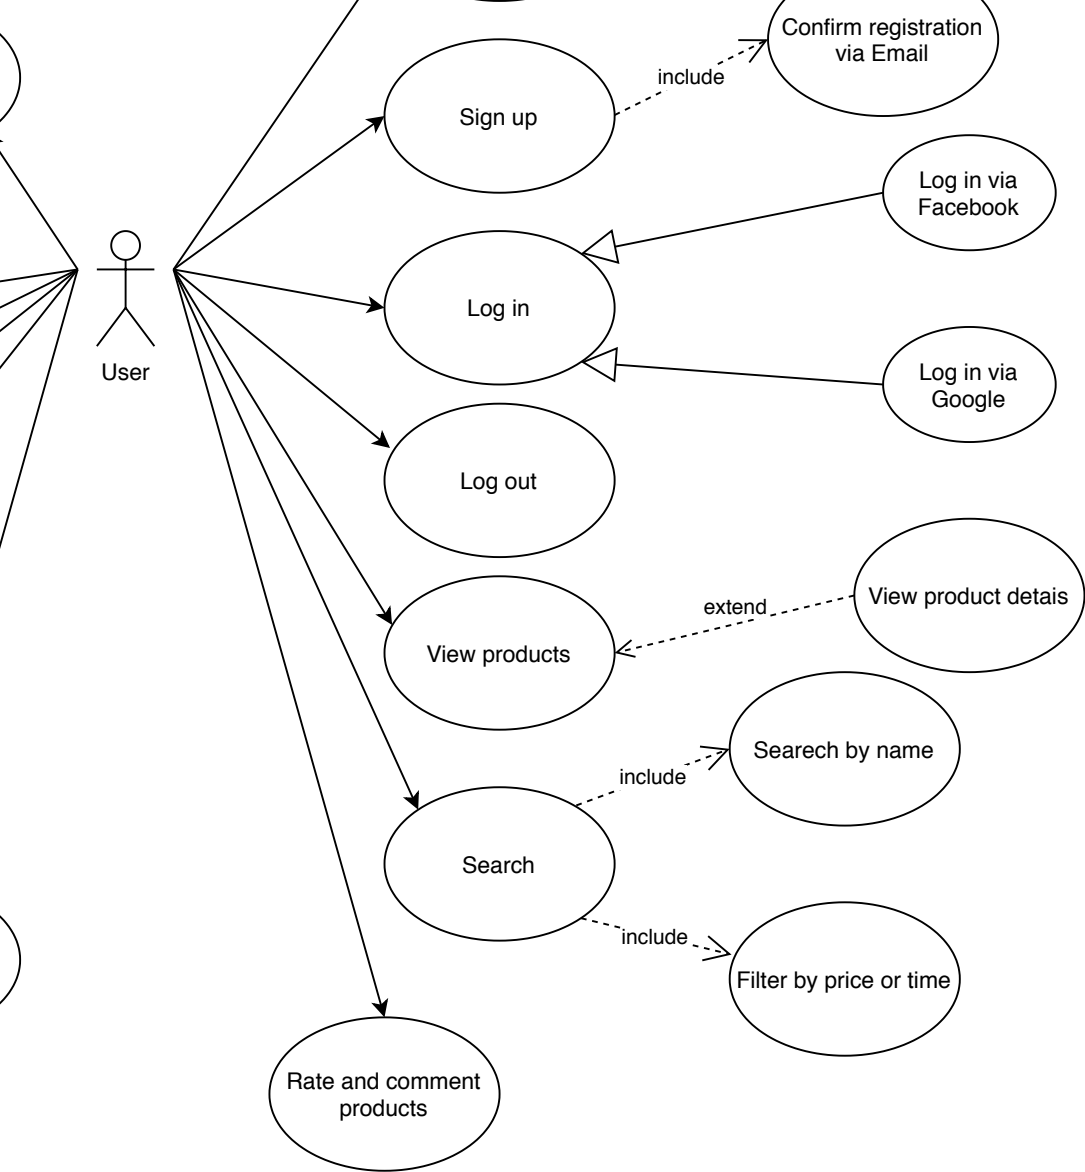 Confirm registration
via Email
include
Sign up
Log in via
Facebook
Log in
User
Log in via
Google
Log out
View product detais
extend
View products
Searech by name
include
Search
include
Filter by price or time
Rate and comment
products